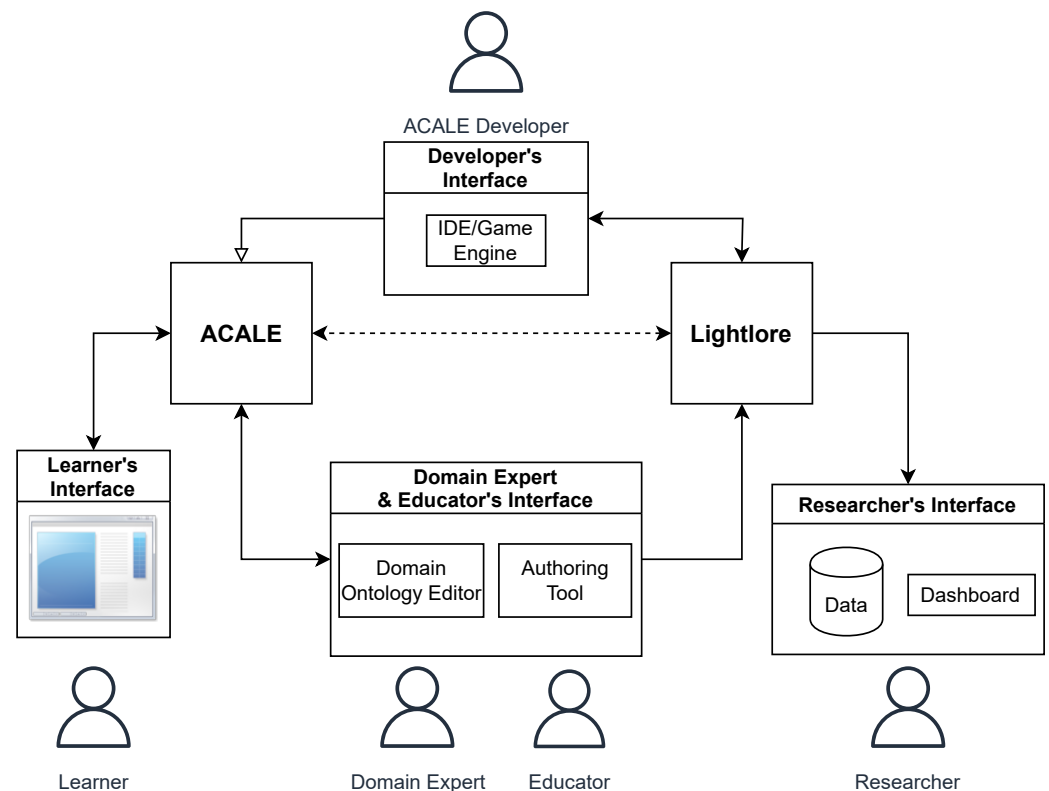 ACALE Developer
Developer's
Interface
IDE/Game
Engine
ACALE
Lightlore
Learner's
Interface
Domain Expert
& Educator's Interface
Domain
Ontology Editor
Authoring
Tool
Researcher's Interface
Data
Dashboard
Learner
Domain Expert
Educator
Researcher